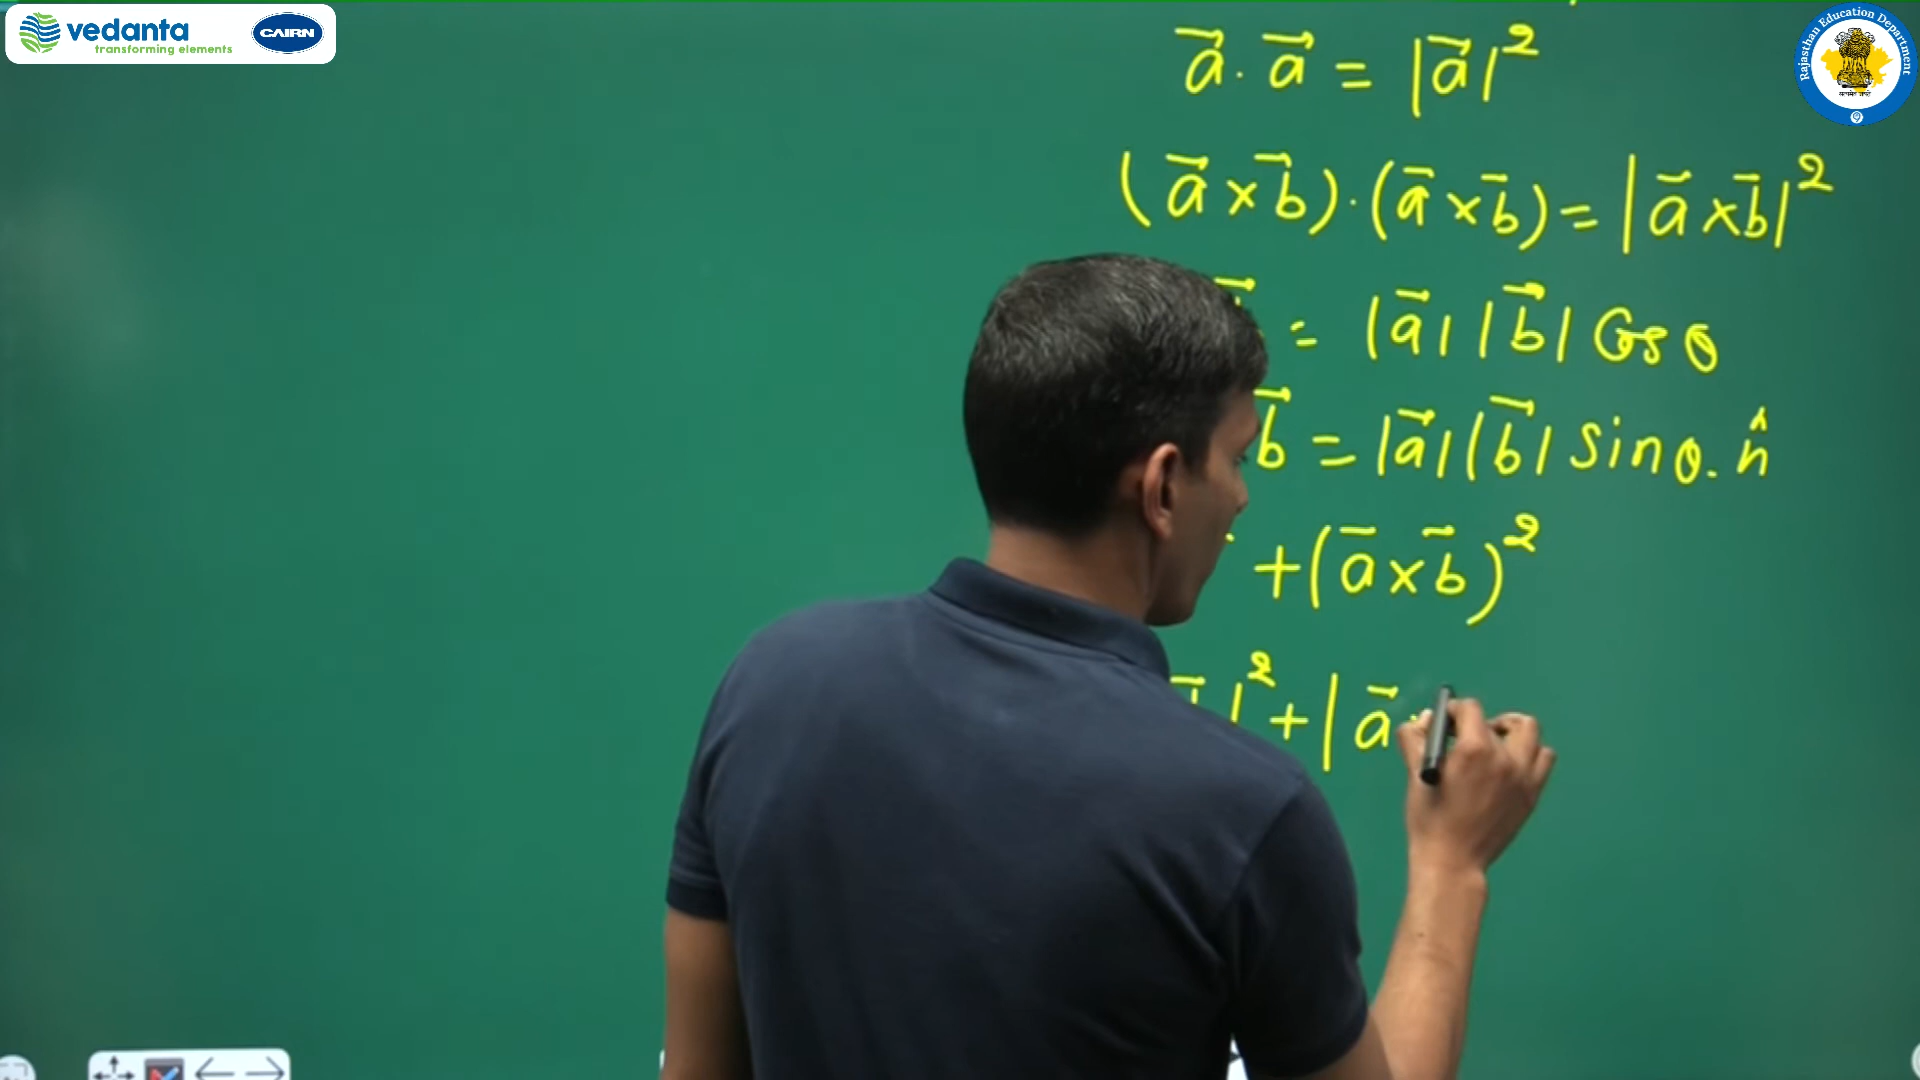 vedanta
transforming elements
CAIRN
Rajasthan Education Department
a⃗ . a⃗ = |a⃗|²
(a⃗ × b⃗) . (a⃗ × b⃗) = |a⃗ × b⃗|²
= |a⃗| |b⃗| Cos θ
b⃗ = |a⃗| |b⃗| Sin θ . n̂
+ (a⃗ × b⃗)²
|² + | a⃗